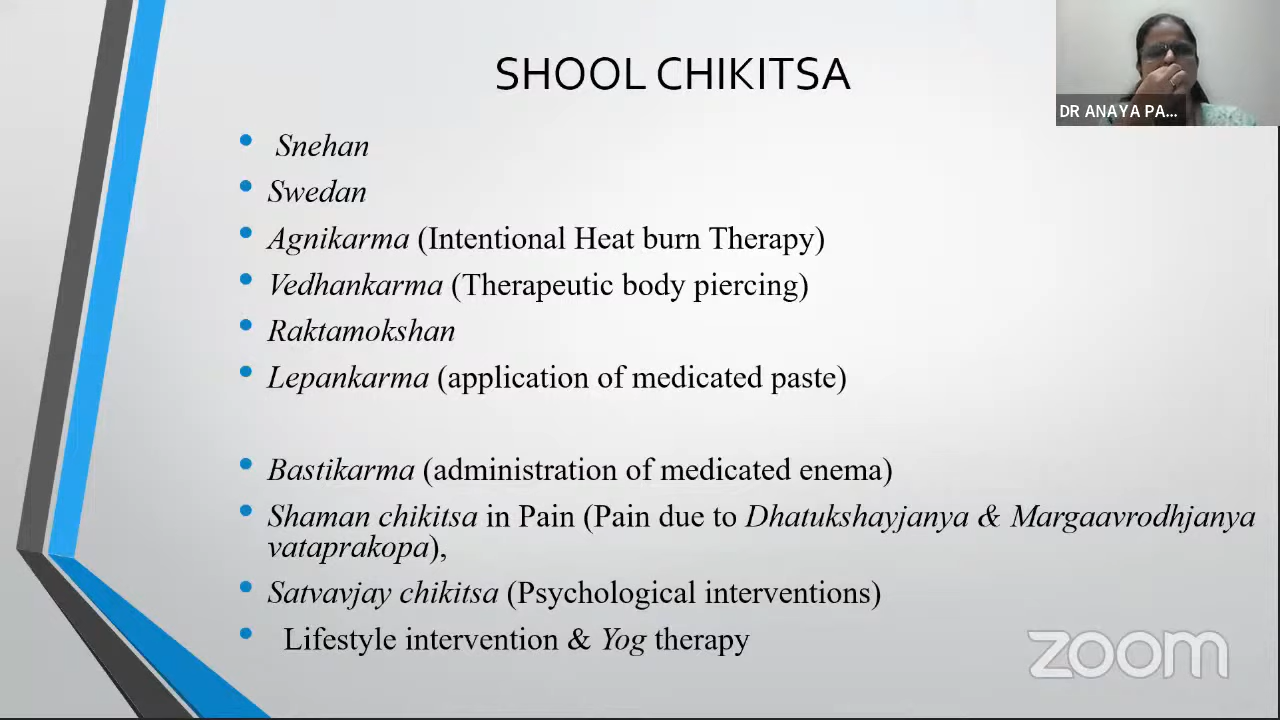 SHOOL CHIKITSA
DR ANAYA PA...
• Snehan
• Swedan
• Agnikarma (Intentional Heat burn Therapy)
• Vedhankarma (Therapeutic body piercing)
• Raktamokshan
• Lepankarma (application of medicated paste)
• Bastikarma (administration of medicated enema)
• Shaman chikitsa in Pain (Pain due to Dhatukshayjanya & Margaavrodhjanya
vataprakopa),
• Satvavjay chikitsa (Psychological interventions)
• Lifestyle intervention & Yog therapy
zoom